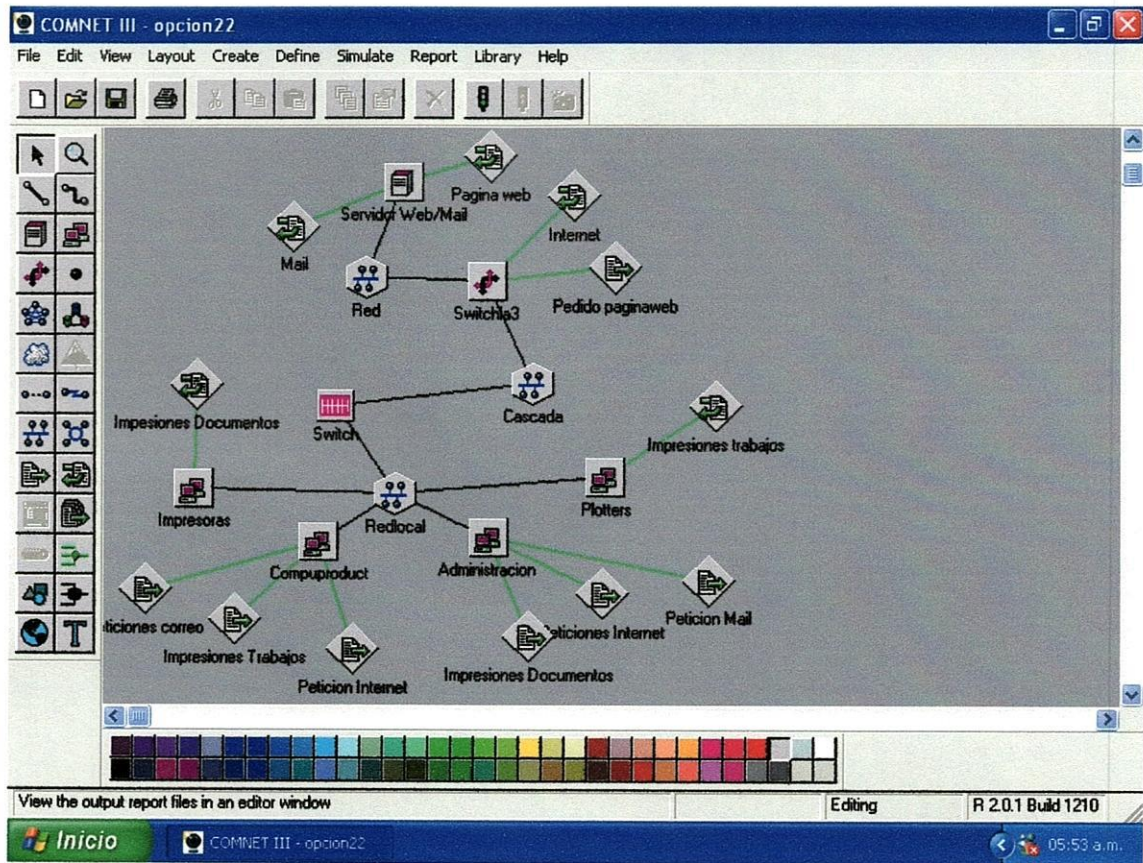 COMNET III - opcion22
File Edit View Layout Create Define Simulate Report Library Help
Pagina web
Servidor Web/Mail
Internet
Mail
Red
Switchla3
Pedido paginaweb
Cascada
Impesiones Documentos
Switch
Impresiones trabajos
Impresoras
Redlocal
Plotters
Compuproduct
Administracion
eticiones correo
Peticion Mail
eticiones Internet
Impresiones Trabajos
Impresiones Documentos
Peticion Internet
T
View the output report files in an editor window
Editing
R 2.0.1 Build 1210
Inicio
COMNET III - opcion22
05:53 a.m.